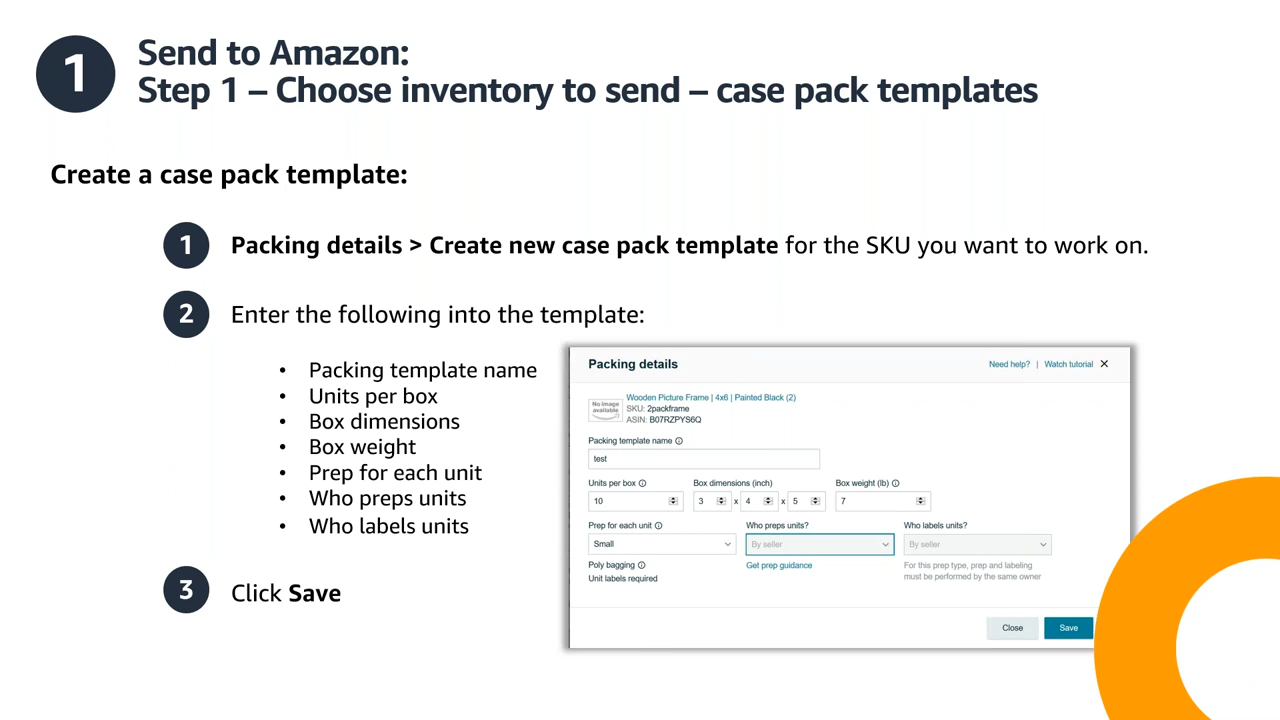 1
Send to Amazon:
Step 1 – Choose inventory to send – case pack templates
Create a case pack template:
1
Packing details > Create new case pack template for the SKU you want to work on.
2
Enter the following into the template:
• Packing template name
• Units per box
• Box dimensions
• Box weight
• Prep for each unit
• Who preps units
• Who labels units
3
Click Save
Packing details
Need help? | Watch tutorial ×
No image available
Wooden Picture Frame | 4x6 | Painted Black (2)
SKU: 2packframe
ASIN: B07RZPYS6Q
Packing template name
test
Units per box Box dimensions (inch) Box weight (lb)
10 3 x 4 x 5 7
Prep for each unit Who preps units? Who labels units?
Small By seller By seller
Poly bagging Get prep guidance For this prep type, prep and labeling
Unit labels required must be performed by the same owner
Close Save